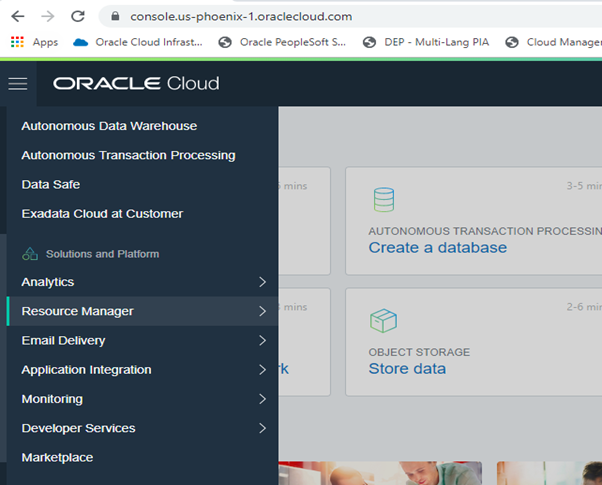 console.us-phoenix-1.oraclecloud.com
Apps Oracle Cloud Infrast... Oracle PeopleSoft S... DEP - Multi-Lang PIA Cloud Manager
ORACLE Cloud
Autonomous Data Warehouse
Autonomous Transaction Processing
Data Safe
Exadata Cloud at Customer
Solutions and Platform
Analytics
Resource Manager
Email Delivery
Application Integration
Monitoring
Developer Services
Marketplace
mins
3-5 min
AUTONOMOUS TRANSACTION PROCESSIN
Create a database
mins
2-6 min
OBJECT STORAGE
Store data